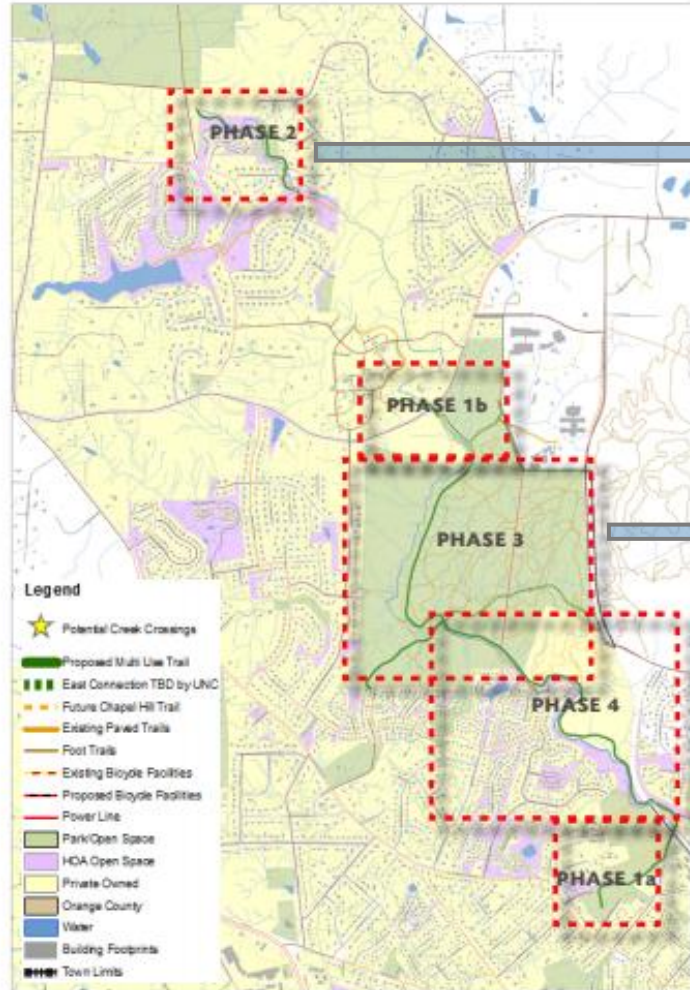 PHASE 2
PHASE 1b
PHASE 3
PHASE 4
PHASE 1a
Legend
Potential Creek Crossings
Proposed Multi Use Trail
East Connection TBD by UNC
Future Chapel Hill Trail
Existing Paved Trails
Foot Trails
Existing Bicycle Facilities
Proposed Bicycle Facilities
Power Line
Park/Open Space
HOA Open Space
Private Owned
Orange County
Water
Building Footprints
Town Limits